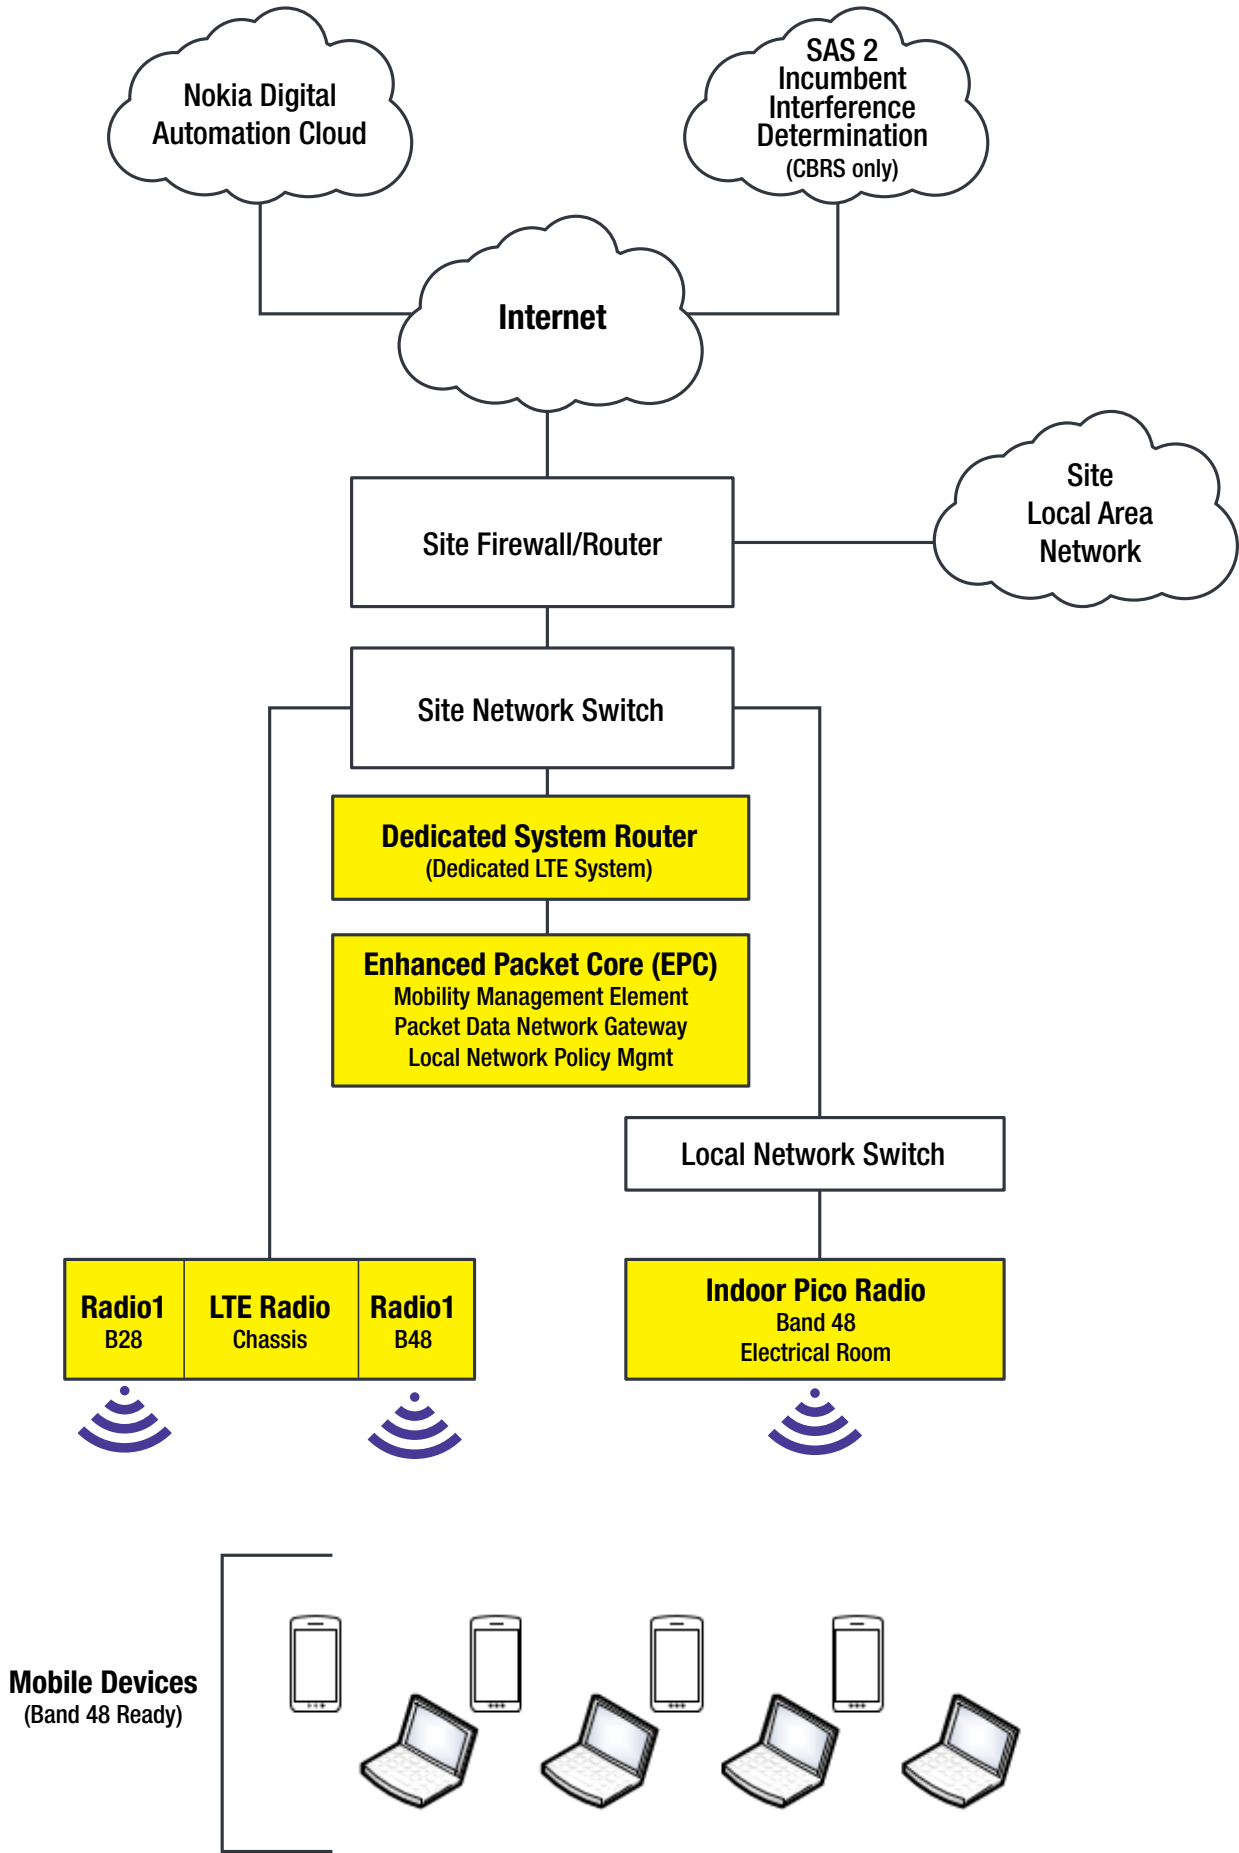 Nokia Digital
Automation Cloud
SAS 2
Incumbent
Interference
Determination
(CBRS only)
Internet
Site
Local Area
Network
Site Firewall/Router
Site Network Switch
Dedicated System Router
(Dedicated LTE System)
Enhanced Packet Core (EPC)
Mobility Management Element
Packet Data Network Gateway
Local Network Policy Mgmt
Local Network Switch
Radio1
B28
LTE Radio
Chassis
Radio1
B48
Indoor Pico Radio
Band 48
Electrical Room
Mobile Devices
(Band 48 Ready)